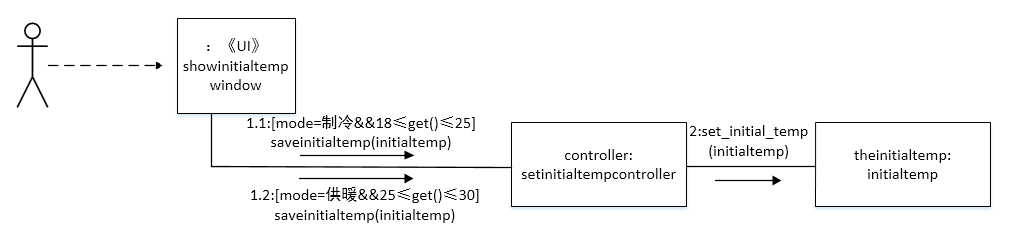 ：《UI》
showinitialtemp
window
1.1:[mode=制冷&&18≤get()≤25]
saveinitialtemp(initialtemp)
1.2:[mode=供暖&&25≤get()≤30]
saveinitialtemp(initialtemp)
controller:
setinitialtempcontroller
2:set_initial_temp
(initialtemp)
theinitialtemp:
initialtemp